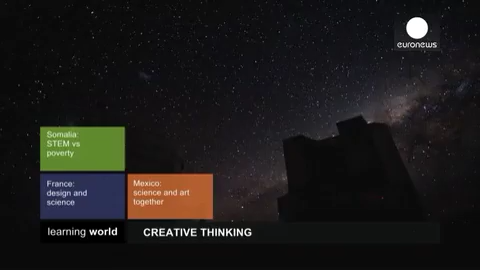 euronews
Somalia:
STEM vs
poverty
France:
design and
science
Mexico:
science and art
together
learning world
CREATIVE THINKING